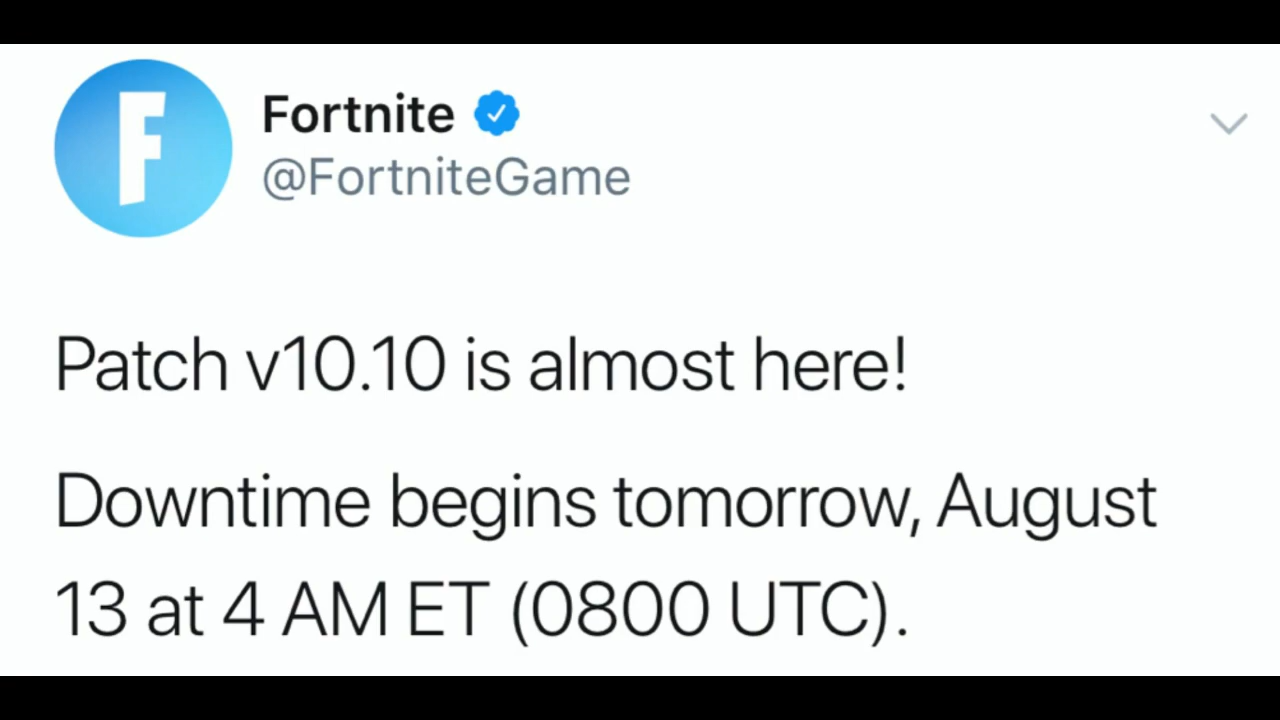 Fortnite
@FortniteGame
Patch v10.10 is almost here!
Downtime begins tomorrow, August
13 at 4 AM ET (0800 UTC).